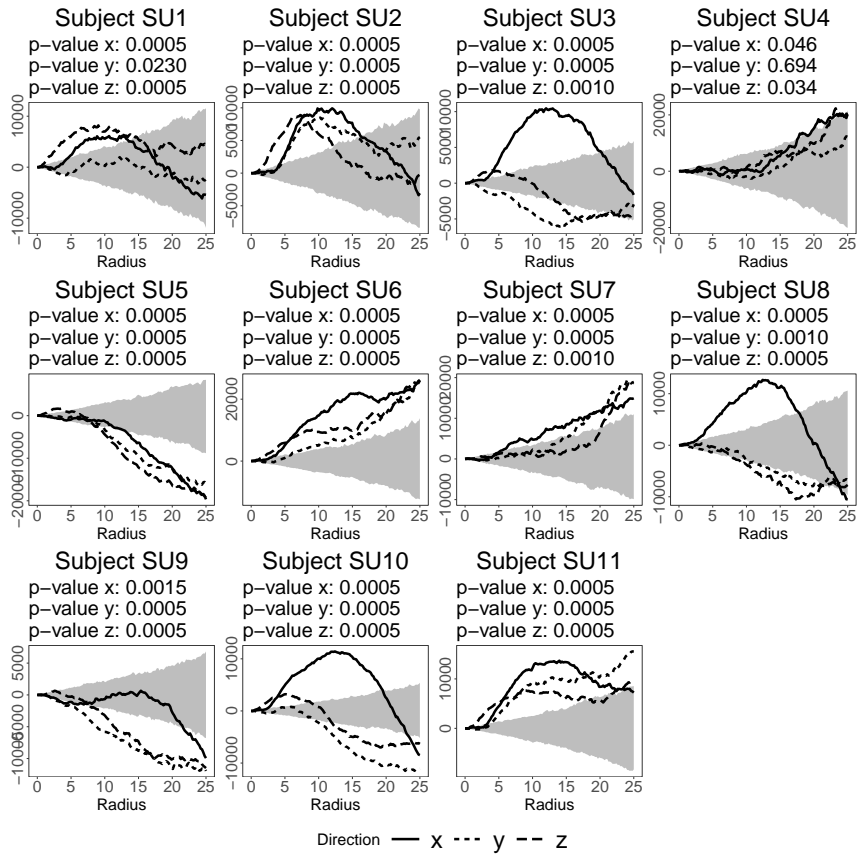 Subject SU1
p−value x: 0.0005
p−value y: 0.0230
p−value z: 0.0005
10000
0
−10000
0 5 10 15 20 25
Radius
Subject SU2
p−value x: 0.0005
p−value y: 0.0005
p−value z: 0.0005
10000
5000
0
−5000
0 5 10 15 20 25
Radius
Subject SU3
p−value x: 0.0005
p−value y: 0.0005
p−value z: 0.0010
10000
5000
0
−5000
0 5 10 15 20 25
Radius
Subject SU4
p−value x: 0.046
p−value y: 0.694
p−value z: 0.034
20000
0
−20000
0 5 10 15 20 25
Radius
Subject SU5
p−value x: 0.0005
p−value y: 0.0005
p−value z: 0.0005
0
−10000
−20000
0 5 10 15 20 25
Radius
Subject SU6
p−value x: 0.0005
p−value y: 0.0005
p−value z: 0.0005
20000
0
0 5 10 15 20 25
Radius
Subject SU7
p−value x: 0.0005
p−value y: 0.0005
p−value z: 0.0010
20000
10000
0
−10000
0 5 10 15 20 25
Radius
Subject SU8
p−value x: 0.0005
p−value y: 0.0010
p−value z: 0.0005
10000
0
−10000
0 5 10 15 20 25
Radius
Subject SU9
p−value x: 0.0015
p−value y: 0.0005
p−value z: 0.0005
5000
0
−5000
−10000
0 5 10 15 20 25
Radius
Subject SU10
p−value x: 0.0005
p−value y: 0.0005
p−value z: 0.0005
10000
0
−10000
0 5 10 15 20 25
Radius
Subject SU11
p−value x: 0.0005
p−value y: 0.0005
p−value z: 0.0005
10000
0
0 5 10 15 20 25
Radius
Direction x y z